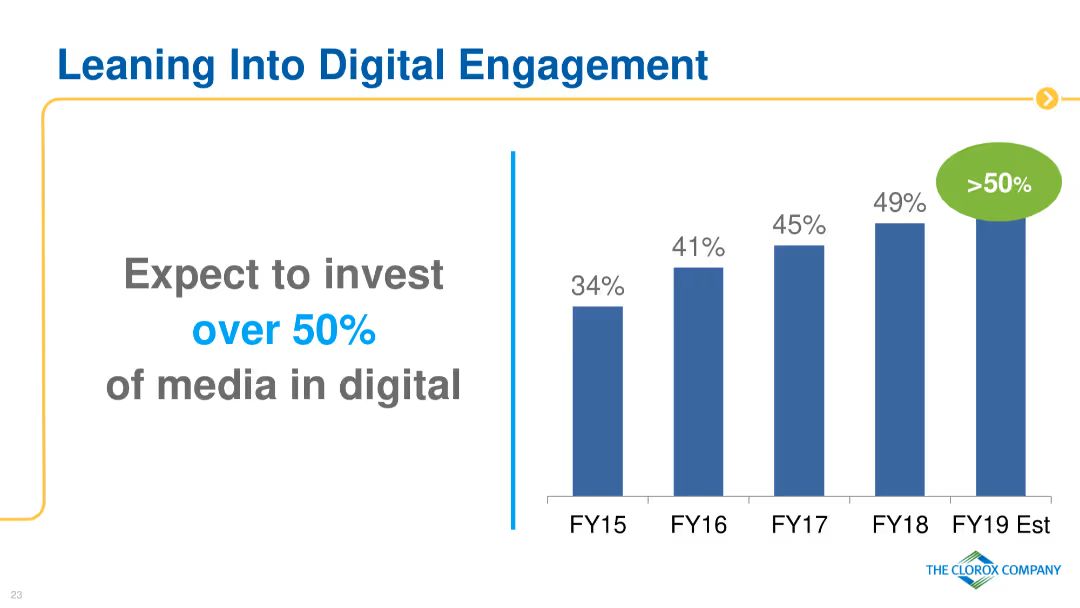 Leaning Into Digital Engagement
Expect to invest
over 50%
of media in digital
34%
41%
45%
49%
>50%
FY15 FY16 FY17 FY18 FY19 Est
THE CLOROX COMPANY
23